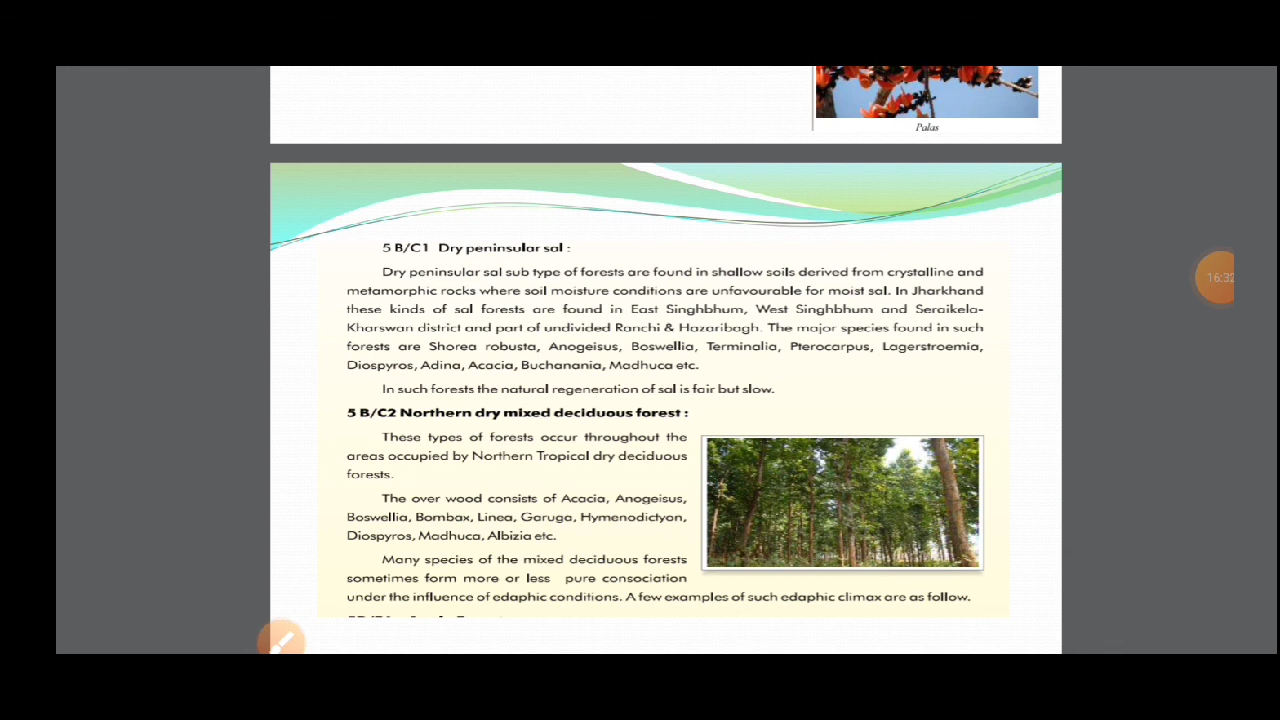 Palas
5 B/C1 Dry peninsular sal :
Dry peninsular sal sub type of forests are found in shallow soils derived from crystalline and
metamorphic rocks where soil moisture conditions are unfavourable for moist sal. In Jharkhand
these kinds of sal forests are found in East Singhbhum, West Singhbhum and Seraikela-
Kharswan district and part of undivided Ranchi & Hazaribagh. The major species found in such
forests are Shorea robusta, Anogeisus, Boswellia, Terminalia, Pterocarpus, Lagerstroemia,
Diospyros, Adina, Acacia, Buchanania, Madhuca etc.
In such forests the natural regeneration of sal is fair but slow.
5 B/C2 Northern dry mixed deciduous forest :
These types of forests occur throughout the
areas occupied by Northern Tropical dry deciduous
forests.
The over wood consists of Acacia, Anogeisus,
Boswellia, Bombax, Linea, Garuga, Hymenodictyon,
Diospyros, Madhuca, Albizia etc.
Many species of the mixed deciduous forests
sometimes form more or less pure consociation
under the influence of edaphic conditions. A few examples of such edaphic climax are as follow.
16:32